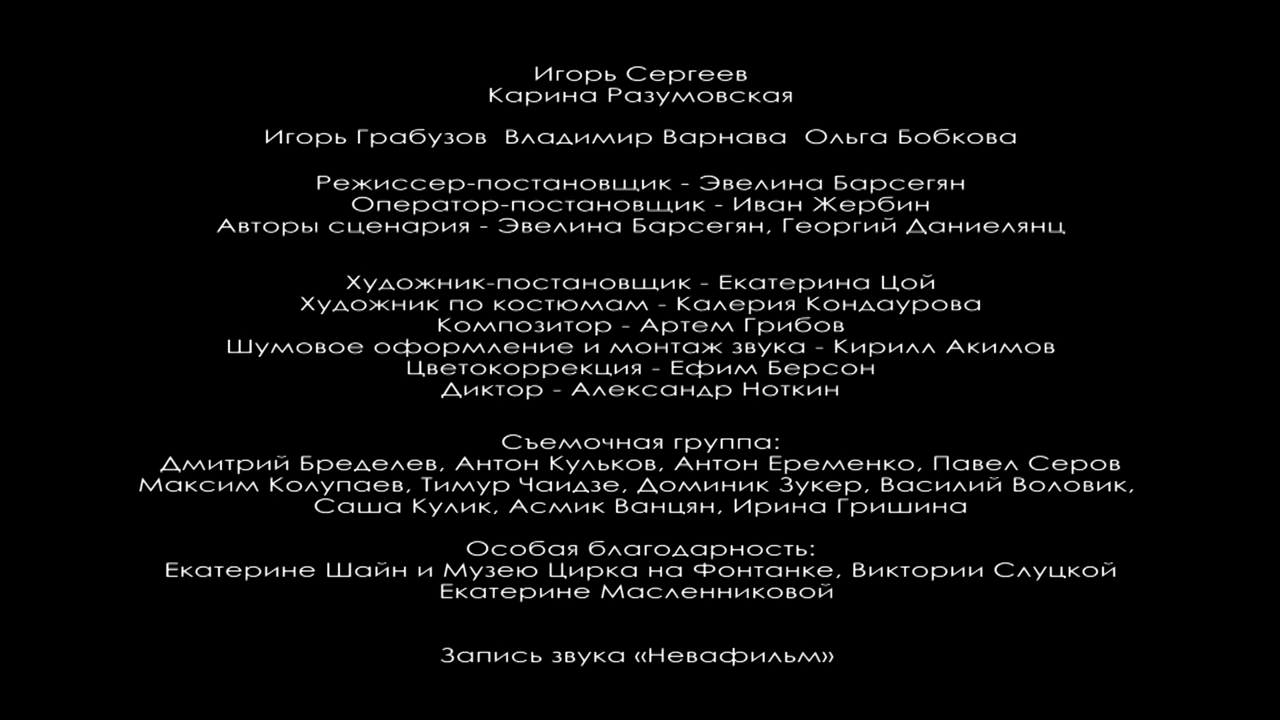 Игорь Сергеев
Карина Разумовская
Игорь Грабузов Владимир Варнава Ольга Бобкова
Режиссер-постановщик - Эвелина Барсегян
Оператор-постановщик - Иван Жербин
Авторы сценария - Эвелина Барсегян, Георгий Даниелянц
Художник-постановщик - Екатерина Цой
Художник по костюмам - Калерия Кондаурова
Композитор - Артем Грибов
Шумовое оформление и монтаж звука - Кирилл Акимов
Цветокоррекция - Ефим Берсон
Диктор - Александр Ноткин
Съемочная группа:
Дмитрий Бределев, Антон Кульков, Антон Еременко, Павел Серов
Максим Колупаев, Тимур Чаидзе, Доминик Зукер, Василий Воловик,
Саша Кулик, Асмик Ванцян, Ирина Гришина
Особая благодарность:
Екатерине Шайн и Музею Цирка на Фонтанке, Виктории Слуцкой
Екатерине Масленниковой
Запись звука «Невафильм»